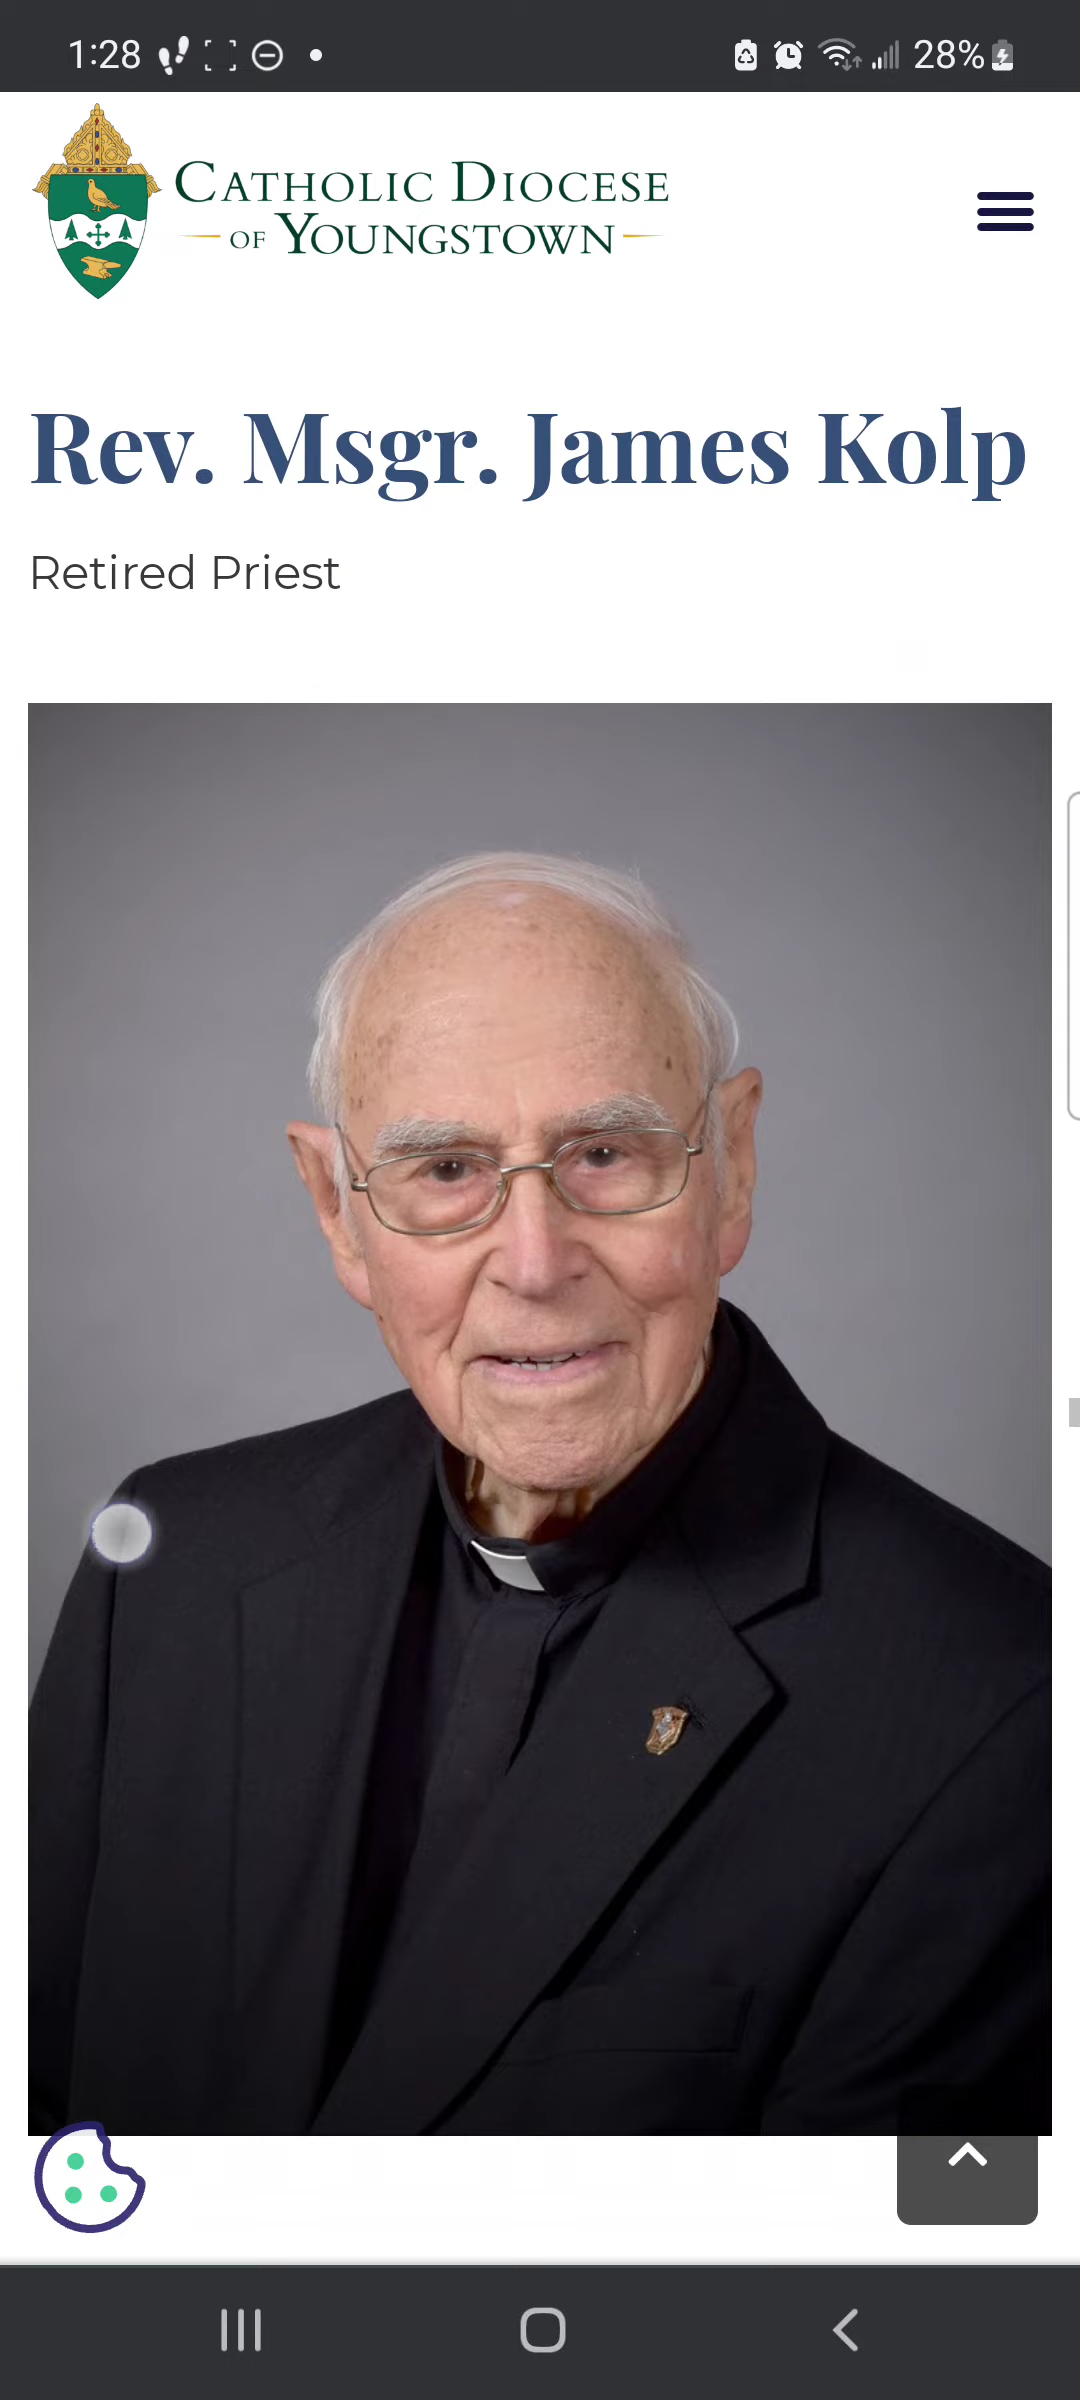 1:28 28%
CATHOLIC DIOCESE
OF YOUNGSTOWN
Rev. Msgr. James Kolp
Retired Priest